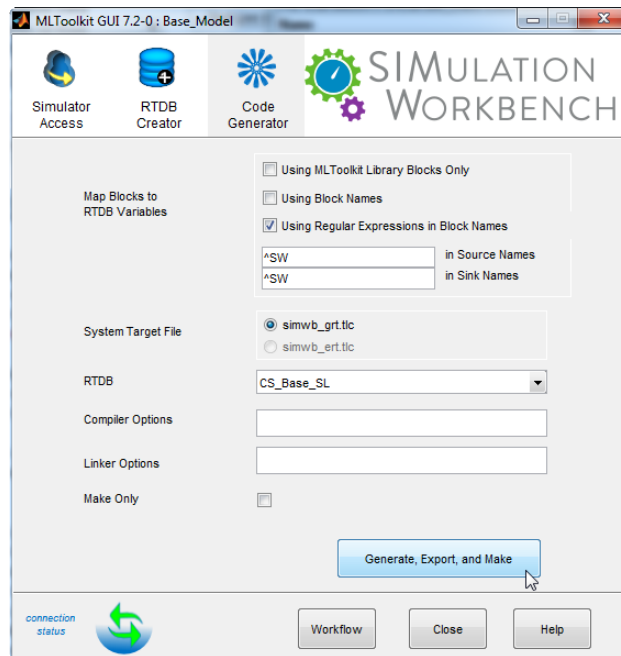 MLToolkit GUI 7.2-0 : Base_Model
Simulator Access
RTDB Creator
Code Generator
SIMULATION
WORKBENCH
Map Blocks to
RTDB Variables
Using MLToolkit Library Blocks Only
Using Block Names
Using Regular Expressions in Block Names
^SW in Source Names
^SW in Sink Names
System Target File
simwb_grt.tlc
simwb_ert.tlc
RTDB
CS_Base_SL
Compiler Options
Linker Options
Make Only
Generate, Export, and Make
connection
status
Workflow
Close
Help